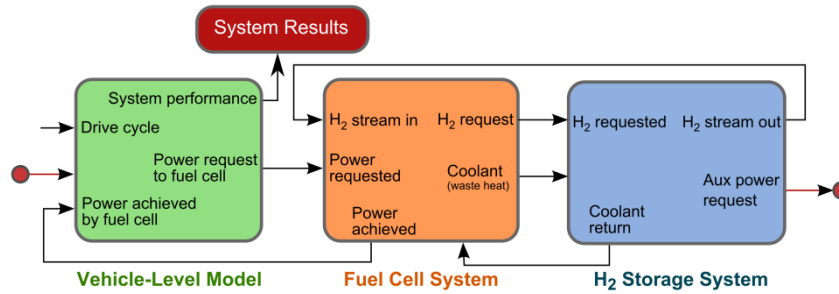 System Results
System performance
Drive cycle
Power request
to fuel cell
Power achieved
by fuel cell
H₂ stream in
H₂ request
Power
requested
Coolant
(waste heat)
Power
achieved
H₂ requested
H₂ stream out
Aux power
request
Coolant
return
Vehicle-Level Model
Fuel Cell System
H₂ Storage System